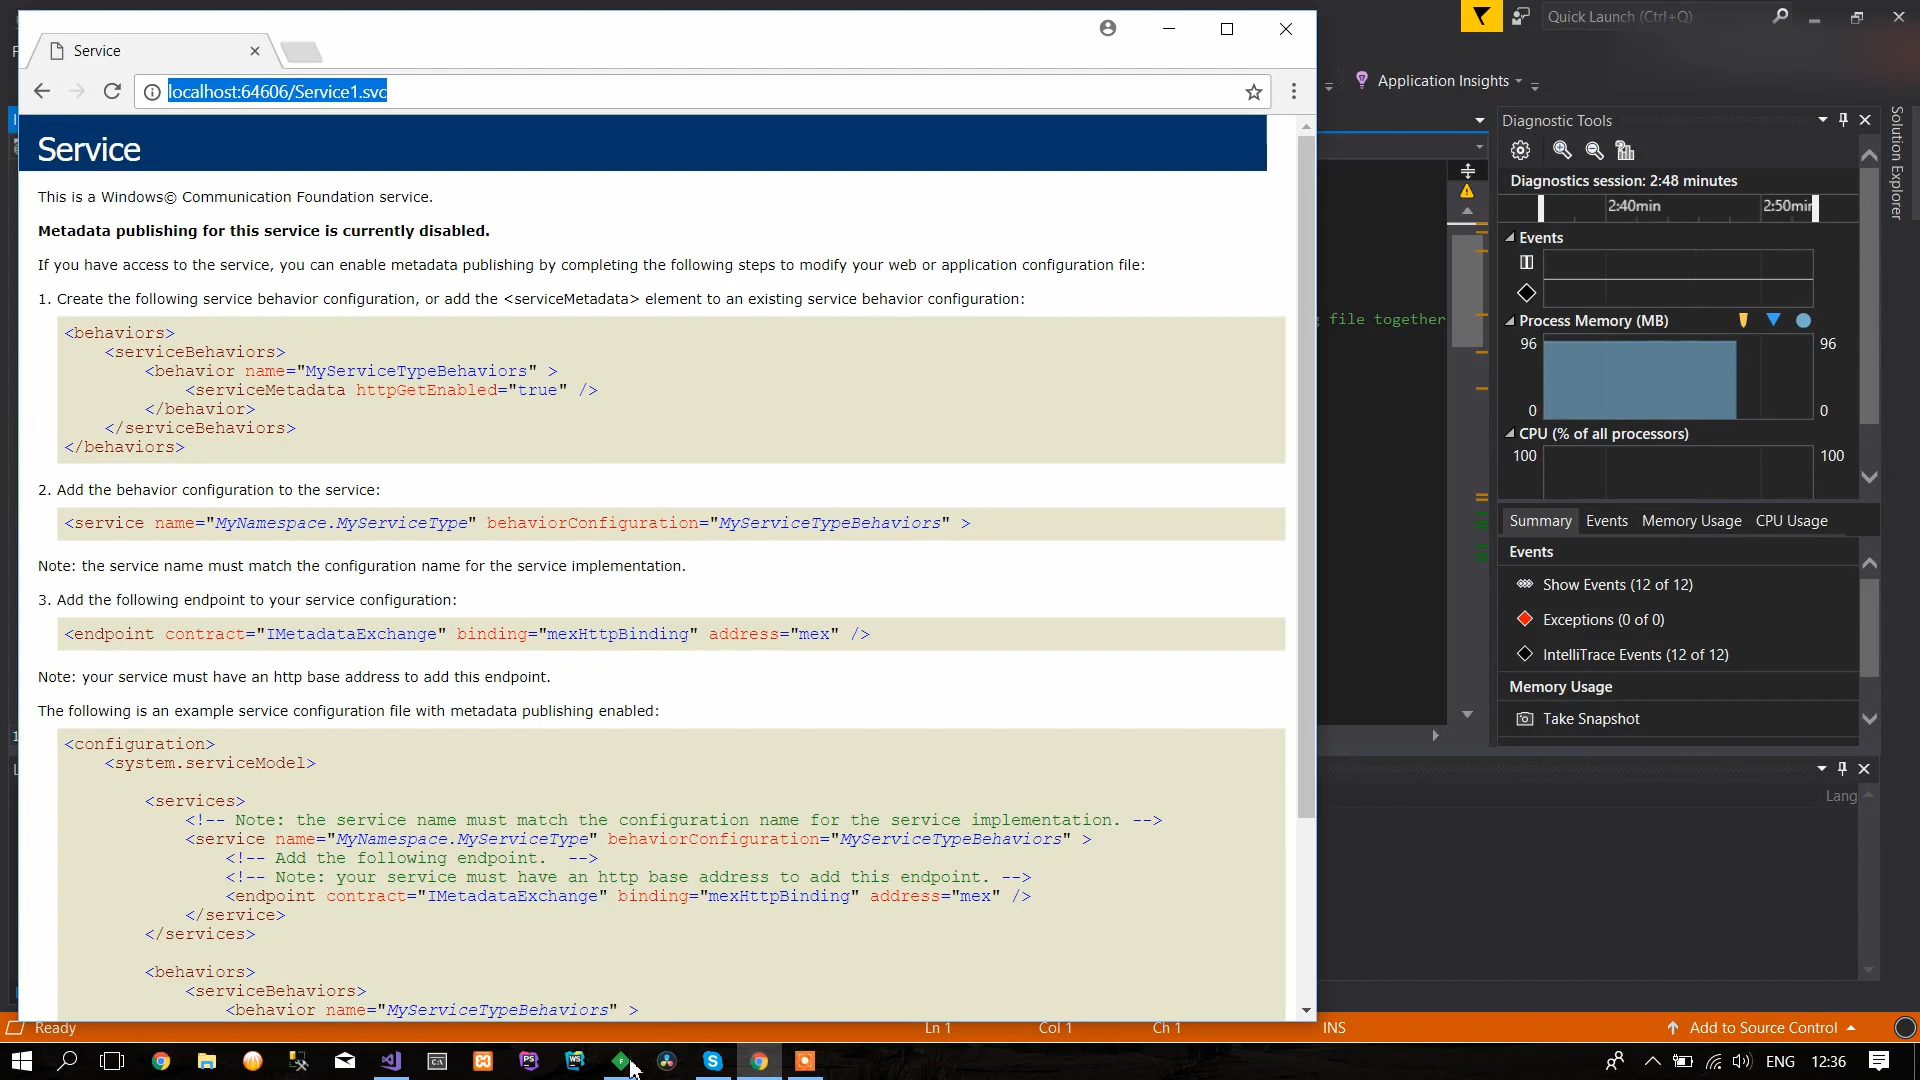 Service
localhost:64606/Service1.svc
Quick Launch (Ctrl+Q)
Application Insights
Service
This is a Windows© Communication Foundation service.
Metadata publishing for this service is currently disabled.
If you have access to the service, you can enable metadata publishing by completing the following steps to modify your web or application configuration file:
1. Create the following service behavior configuration, or add the <serviceMetadata> element to an existing service behavior configuration:
<behaviors>
<serviceBehaviors>
<behavior name="MyServiceTypeBehaviors" >
<serviceMetadata httpGetEnabled="true" />
</behavior>
</serviceBehaviors>
</behaviors>
2. Add the behavior configuration to the service:
<service name="MyNamespace.MyServiceType" behaviorConfiguration="MyServiceTypeBehaviors" >
Note: the service name must match the configuration name for the service implementation.
3. Add the following endpoint to your service configuration:
<endpoint contract="IMetadataExchange" binding="mexHttpBinding" address="mex" />
Note: your service must have an http base address to add this endpoint.
The following is an example service configuration file with metadata publishing enabled:
<configuration>
<system.serviceModel>
<services>
<!-- Note: the service name must match the configuration name for the service implementation. -->
<service name="MyNamespace.MyServiceType" behaviorConfiguration="MyServiceTypeBehaviors" >
<!-- Add the following endpoint.  -->
<!-- Note: your service must have an http base address to add this endpoint. -->
<endpoint contract="IMetadataExchange" binding="mexHttpBinding" address="mex" />
</service>
</services>
<behaviors>
<serviceBehaviors>
<behavior name="MyServiceTypeBehaviors" >
file together
Diagnostic Tools
Diagnostics session: 2:48 minutes
2:40min 2:50min
Events
Process Memory (MB)
96 96
0 0
CPU (% of all processors)
100 100
Summary Events Memory Usage CPU Usage
Events
Show Events (12 of 12)
Exceptions (0 of 0)
IntelliTrace Events (12 of 12)
Memory Usage
Take Snapshot
Lang
Solution Explorer
Ready
Ln 1 Col 1 Ch 1 INS
Add to Source Control
ENG 12:36